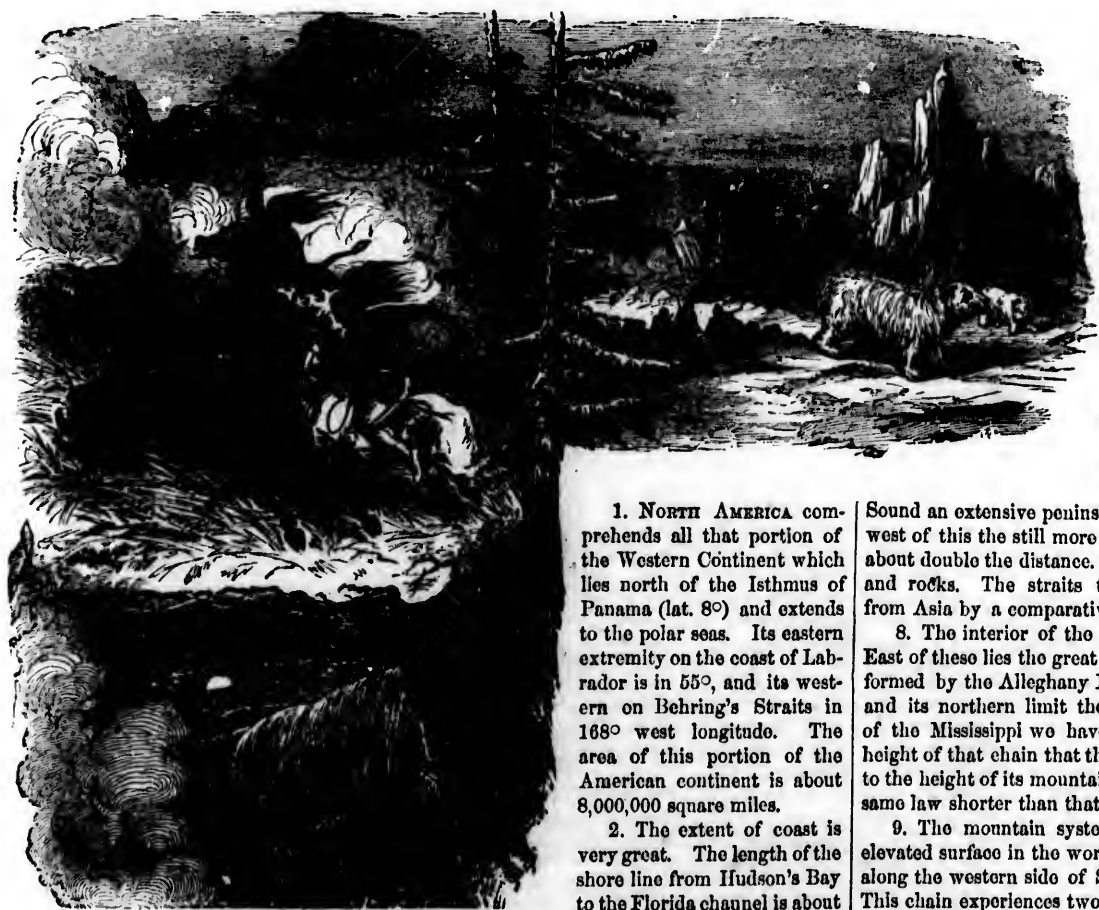 1. NORTH AMERICA com-
prehends all that portion of
the Western Continent which
lies north of the Isthmus of
Panama (lat. 8°) and extends
to the polar seas. Its eastern
extremity on the coast of Lab-
rador is in 55°, and its west-
ern on Behring's Straits in
168° west longitude. The
area of this portion of the
American continent is about
8,000,000 square miles.
2. The extent of coast is
very great. The length of the
shore line from Hudson's Bay
to the Florida channel is about
Sound an extensive
west of this the still more
about double the distance.
and rocks. The straits
from Asia by a
8. The interior of the
East of these lies the great
formed by the Alleghany
and its northern limit
of the Mississippi we have
height of that chain that
to the height of its
same law shorter than that
9. The mountain
elevated surface in the
along the western side of
This chain experiences two